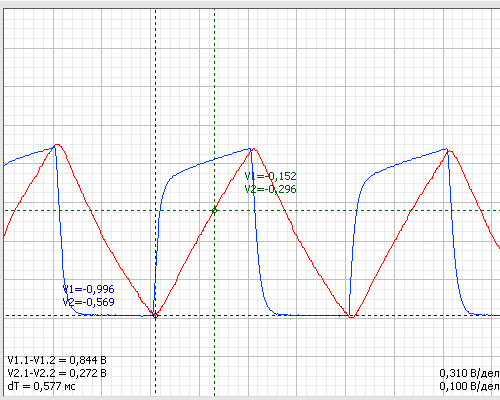 V1=-0,152
V2=-0,296
V1=-0,996
V2=-0,569
V1.1-V1.2 = 0,844 В
V2.1-V2.2 = 0,272 В
dT = 0,577 мс
0,310 В/дел
0,100 В/дел